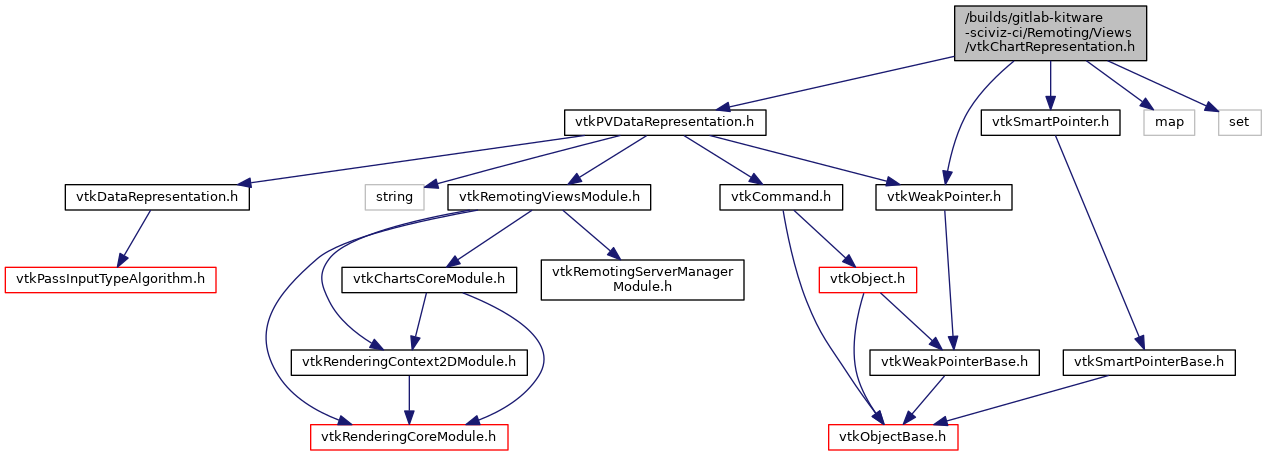 /builds/gitlab-kitware
-sciviz-ci/Remoting/Views
/vtkChartRepresentation.h
vtkPVDataRepresentation.h
vtkSmartPointer.h
map
set
vtkDataRepresentation.h
string
vtkRemotingViewsModule.h
vtkCommand.h
vtkWeakPointer.h
vtkPassInputTypeAlgorithm.h
vtkChartsCoreModule.h
vtkRemotingServerManager
Module.h
vtkObject.h
vtkRenderingContext2DModule.h
vtkWeakPointerBase.h
vtkSmartPointerBase.h
vtkRenderingCoreModule.h
vtkObjectBase.h